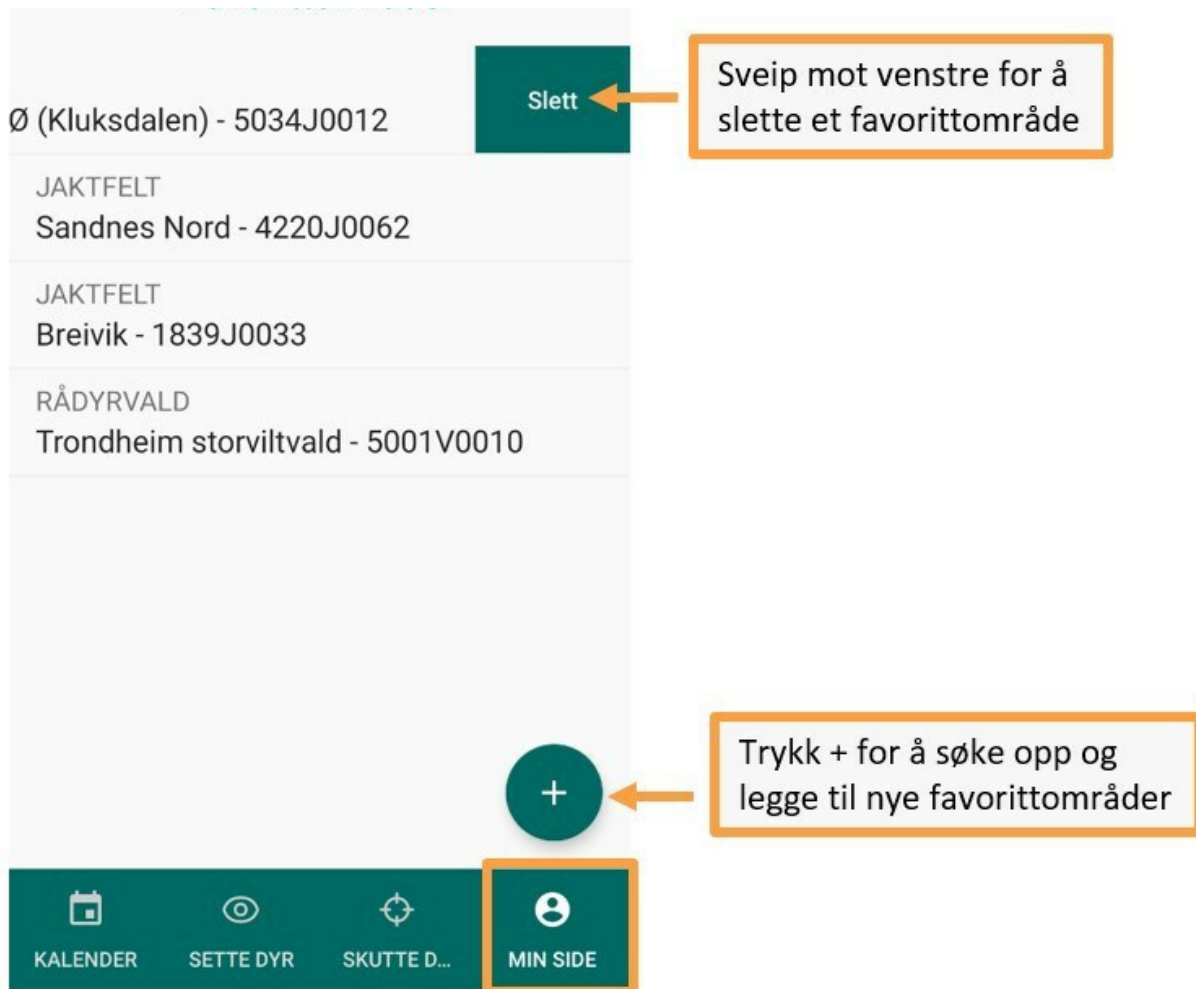 Slett
Sveip mot venstre for å
slette et favorittområde
Ø (Kluksdalen) - 5034J0012
JAKTFELT
Sandnes Nord - 4220J0062
JAKTFELT
Breivik - 1839J0033
RÅDYRVALD
Trondheim storviltvald - 5001V0010
+
Trykk + for å søke opp og
legge til nye favorittområder
KALENDER
SETTE DYR
SKUTTE D...
MIN SIDE